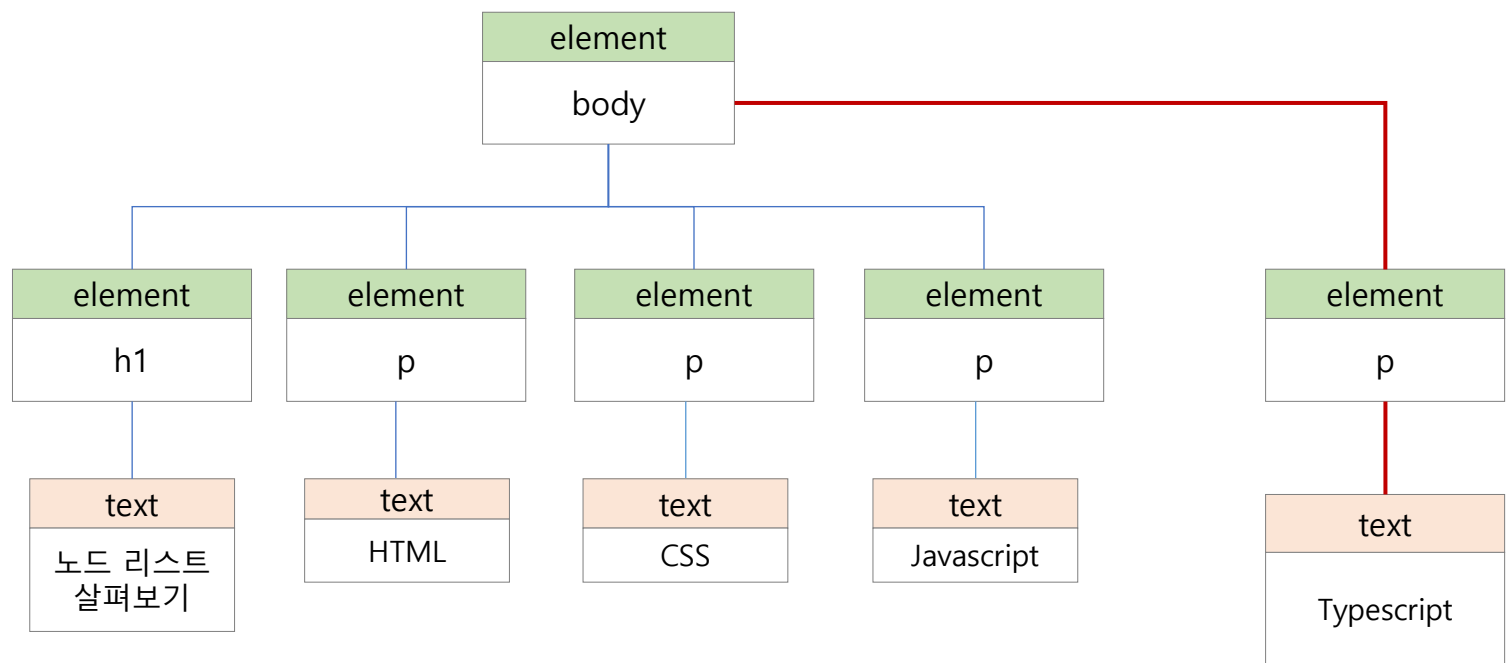 element
body
element
h1
element
p
element
p
element
p
element
p
text
노드 리스트
살펴보기
text
HTML
text
CSS
text
Javascript
text
Typescript